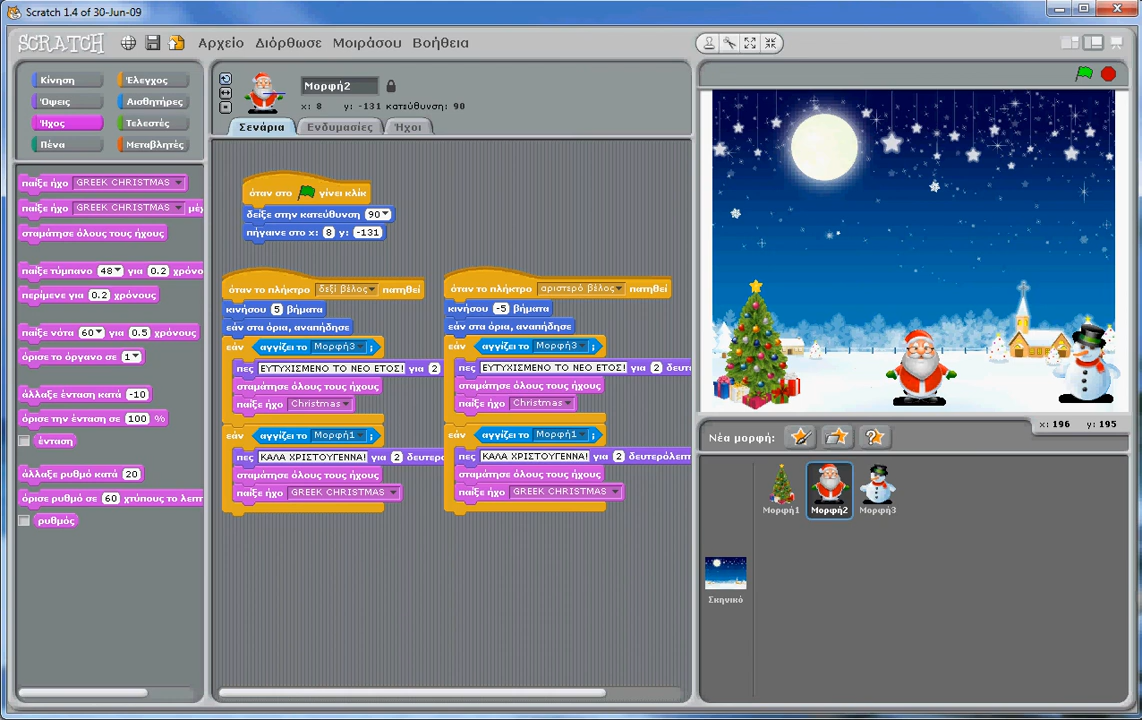 Scratch 1.4 of 30-Jun-09
SCRATCH
Αρχείο Διόρθωσε Μοιράσου Βοήθεια
Κίνηση Έλεγχος
Όψεις Αισθητήρες
Ήχος Τελεστές
Πένα Μεταβλητές
παίξε ήχο GREEK CHRISTMAS
παίξε ήχο GREEK CHRISTMAS μέχ
σταμάτησε όλους τους ήχους
παίξε τύμπανο 48 για 0.2 χρόνο
περίμενε για 0.2 χρόνους
παίξε νότα 60 για 0.5 χρόνους
όρισε το όργανο σε 1
άλλαξε ένταση κατά -10
όρισε την ένταση σε 100 %
ένταση
άλλαξε ρυθμό κατά 20
όρισε ρυθμό σε 60 χτύπους το λεπτ
ρυθμός
Μορφή2
x: 8 y: -131 κατεύθυνση: 90
Σενάρια Ενδυμασίες Ήχοι
όταν στο γίνει κλίκ
δείξε στην κατεύθυνση 90
πήγαινε στο x: 8 y: -131
όταν το πλήκτρο δεξί βέλος πατηθεί
κινήσου 5 βήματα
εάν στα όρια, αναπήδησε
εάν αγγίζει το Μορφή3 ;
πες ΕΥΤΥΧΙΣΜΕΝΟ ΤΟ ΝΕΟ ΕΤΟΣ! για 2
σταμάτησε όλους τους ήχους
παίξε ήχο Christmas
εάν αγγίζει το Μορφή1 ;
πες ΚΑΛΑ ΧΡΙΣΤΟΥΓΕΝΝΑ! για 2 δευτερό
σταμάτησε όλους τους ήχους
παίξε ήχο GREEK CHRISTMAS
όταν το πλήκτρο αριστερό βέλος πατηθεί
κινήσου -5 βήματα
εάν στα όρια, αναπήδησε
εάν αγγίζει το Μορφή3 ;
πες ΕΥΤΥΧΙΣΜΕΝΟ ΤΟ ΝΕΟ ΕΤΟΣ! για 2 δευτ
σταμάτησε όλους τους ήχους
παίξε ήχο Christmas
εάν αγγίζει το Μορφή1 ;
πες ΚΑΛΑ ΧΡΙΣΤΟΥΓΕΝΝΑ! για 2 δευτερόλεπτ
σταμάτησε όλους τους ήχους
παίξε ήχο GREEK CHRISTMAS
x: 196 y: 195
Νέα μορφή:
Μορφή1 Μορφή2 Μορφή3
Σκηνικό